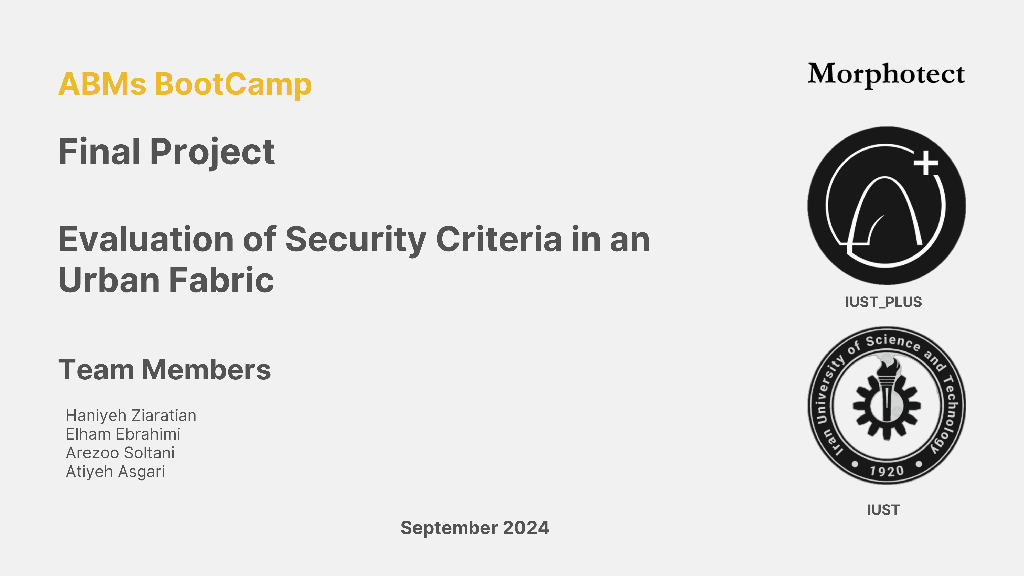 ABMs BootCamp
Final Project
Evaluation of Security Criteria in an
Urban Fabric
Team Members
Haniyeh Ziaratian
Elham Ebrahimi
Arezoo Soltani
Atiyeh Asgari
September 2024
Morphotect
IUST_PLUS
Iran University of Science and Technology
1920
IUST